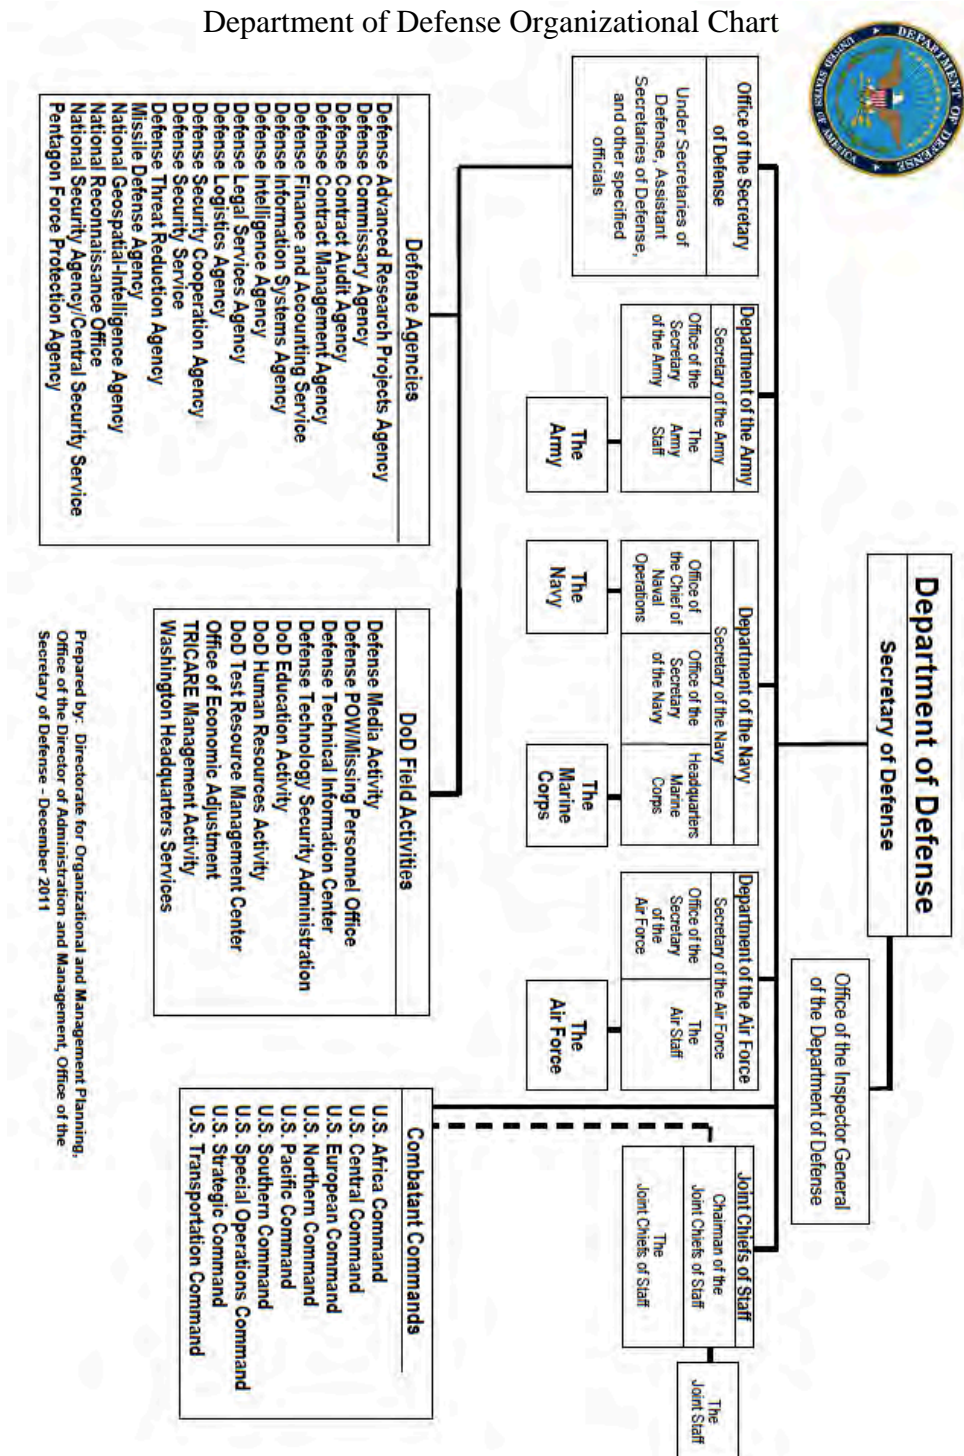 Department of Defense Organizational Chart
DEPARTMENT OF DEFENSE
UNITED STATES OF AMERICA
Department of Defense
Secretary of Defense
Office of the Inspector General
of the Department of Defense
Office of the Secretary
of Defense
Under Secretaries of
Defense, Assistant
Secretaries of Defense,
and other specified
officials
Department of the Army
Secretary of the Army
Office of the
Secretary
of the Army
The
Army
Staff
The
Army
Department of the Navy
Secretary of the Navy
Office of
the Chief of
Naval
Operations
Office of the
Secretary
of the Navy
Headquarters
Marine
Corps
The
Navy
The
Marine
Corps
Department of the Air Force
Secretary of the Air Force
Office of the
Secretary
of the
Air Force
The
Air Staff
The
Air Force
Joint Chiefs of Staff
Chairman of the
Joint Chiefs of Staff
The
Joint Chiefs of Staff
The
Joint Staff
Defense Agencies
Defense Advanced Research Projects Agency
Defense Commissary Agency
Defense Contract Audit Agency
Defense Contract Management Agency
Defense Finance and Accounting Service
Defense Information Systems Agency
Defense Intelligence Agency
Defense Legal Services Agency
Defense Logistics Agency
Defense Security Cooperation Agency
Defense Security Service
Defense Threat Reduction Agency
Missile Defense Agency
National Geospatial-Intelligence Agency
National Reconnaissance Office
National Security Agency/Central Security Service
Pentagon Force Protection Agency
DoD Field Activities
Defense Media Activity
Defense POW/Missing Personnel Office
Defense Technical Information Center
Defense Technology Security Administration
DoD Education Activity
DoD Human Resources Activity
DoD Test Resource Management Center
Office of Economic Adjustment
TRICARE Management Activity
Washington Headquarters Services
Combatant Commands
U.S. Africa Command
U.S. Central Command
U.S. European Command
U.S. Northern Command
U.S. Pacific Command
U.S. Southern Command
U.S. Special Operations Command
U.S. Strategic Command
U.S. Transportation Command
Prepared by: Directorate for Organizational and Management Planning,
Office of the Director of Administration and Management, Office of the
Secretary of Defense - December 2011